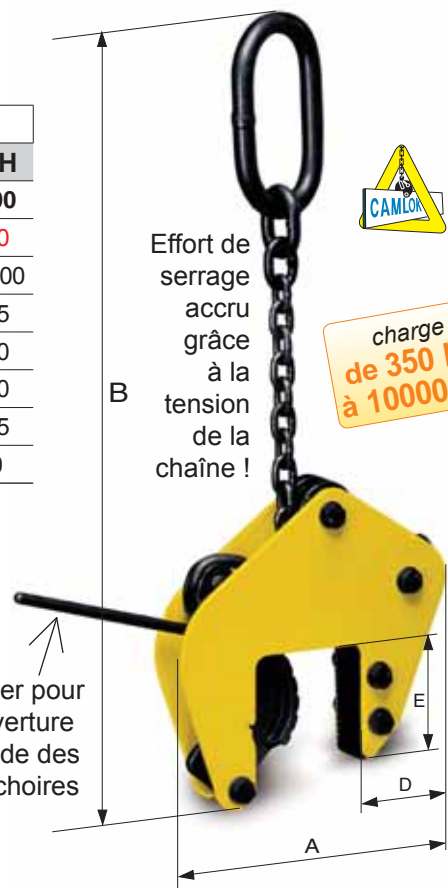 H
00
0
00
5
0
0
5
0
B
Effort de
serrage
accru
grâce
à la
tension
de la
chaîne !
CAMLOK
charge
de 350
à 10000
er pour
verture
de des
choires
E
D
A